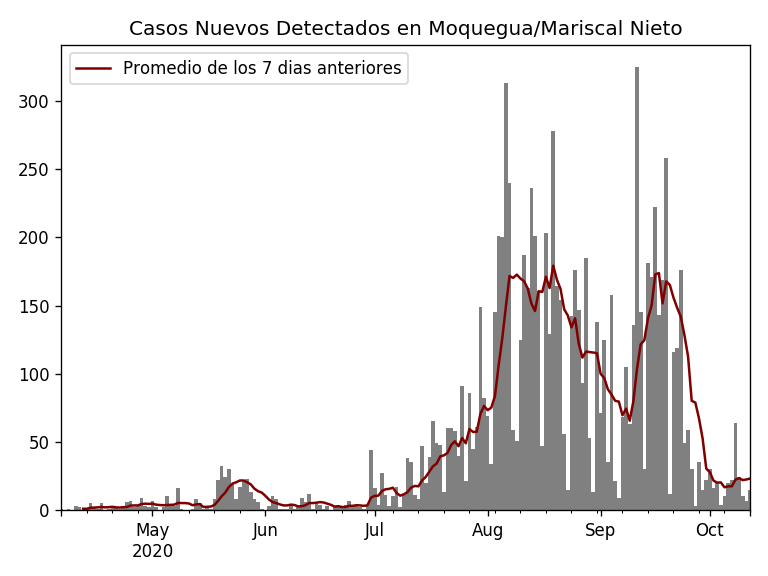 Casos Nuevos Detectados en Moquegua/Mariscal Nieto
Promedio de los 7 dias anteriores
300
250
200
150
100
50
0
May Jun Jul Aug Sep Oct
2020